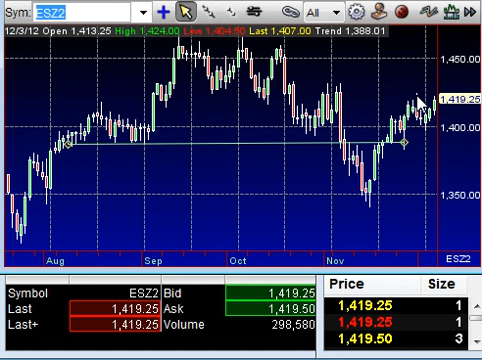 Sym: ESZ2 All
12/3/12 Open 1,413.25 High 1,424.00 Low 1,404.50 Last 1,407.00 Trend 1,388.01
1,450.00
1,419.25
1,400.00
1,350.00
Aug Sep Oct Nov ESZ2
Symbol ESZ2 Bid 1,419.25
Last 1,419.25 Ask 1,419.50
Last+ 1,419.25 Volume 298,580
Price Size
1,419.25 1
1,419.25 1
1,419.50 3